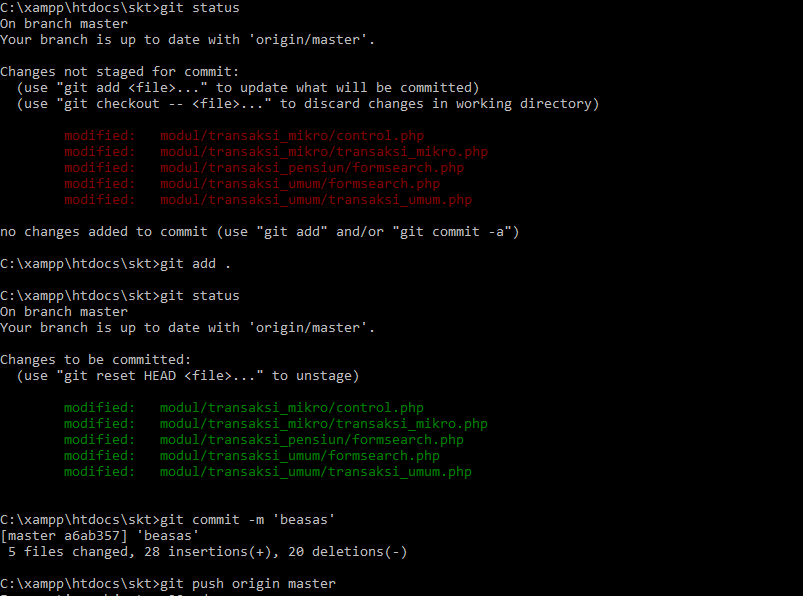 C:\xampp\htdocs\skt>git status
On branch master
Your branch is up to date with 'origin/master'.
Changes not staged for commit:
(use "git add <file>..." to update what will be committed)
(use "git checkout -- <file>..." to discard changes in working directory)
modified: modul/transaksi_mikro/control.php
modified: modul/transaksi_mikro/transaksi_mikro.php
modified: modul/transaksi_pensiun/formsearch.php
modified: modul/transaksi_umum/formsearch.php
modified: modul/transaksi_umum/transaksi_umum.php
no changes added to commit (use "git add" and/or "git commit -a")
C:\xampp\htdocs\skt>git add .
C:\xampp\htdocs\skt>git status
On branch master
Your branch is up to date with 'origin/master'.
Changes to be committed:
(use "git reset HEAD <file>..." to unstage)
modified: modul/transaksi_mikro/control.php
modified: modul/transaksi_mikro/transaksi_mikro.php
modified: modul/transaksi_pensiun/formsearch.php
modified: modul/transaksi_umum/formsearch.php
modified: modul/transaksi_umum/transaksi_umum.php
C:\xampp\htdocs\skt>git commit -m 'beasas'
[master a6ab357] 'beasas'
5 files changed, 28 insertions(+), 20 deletions(-)
C:\xampp\htdocs\skt>git push origin master